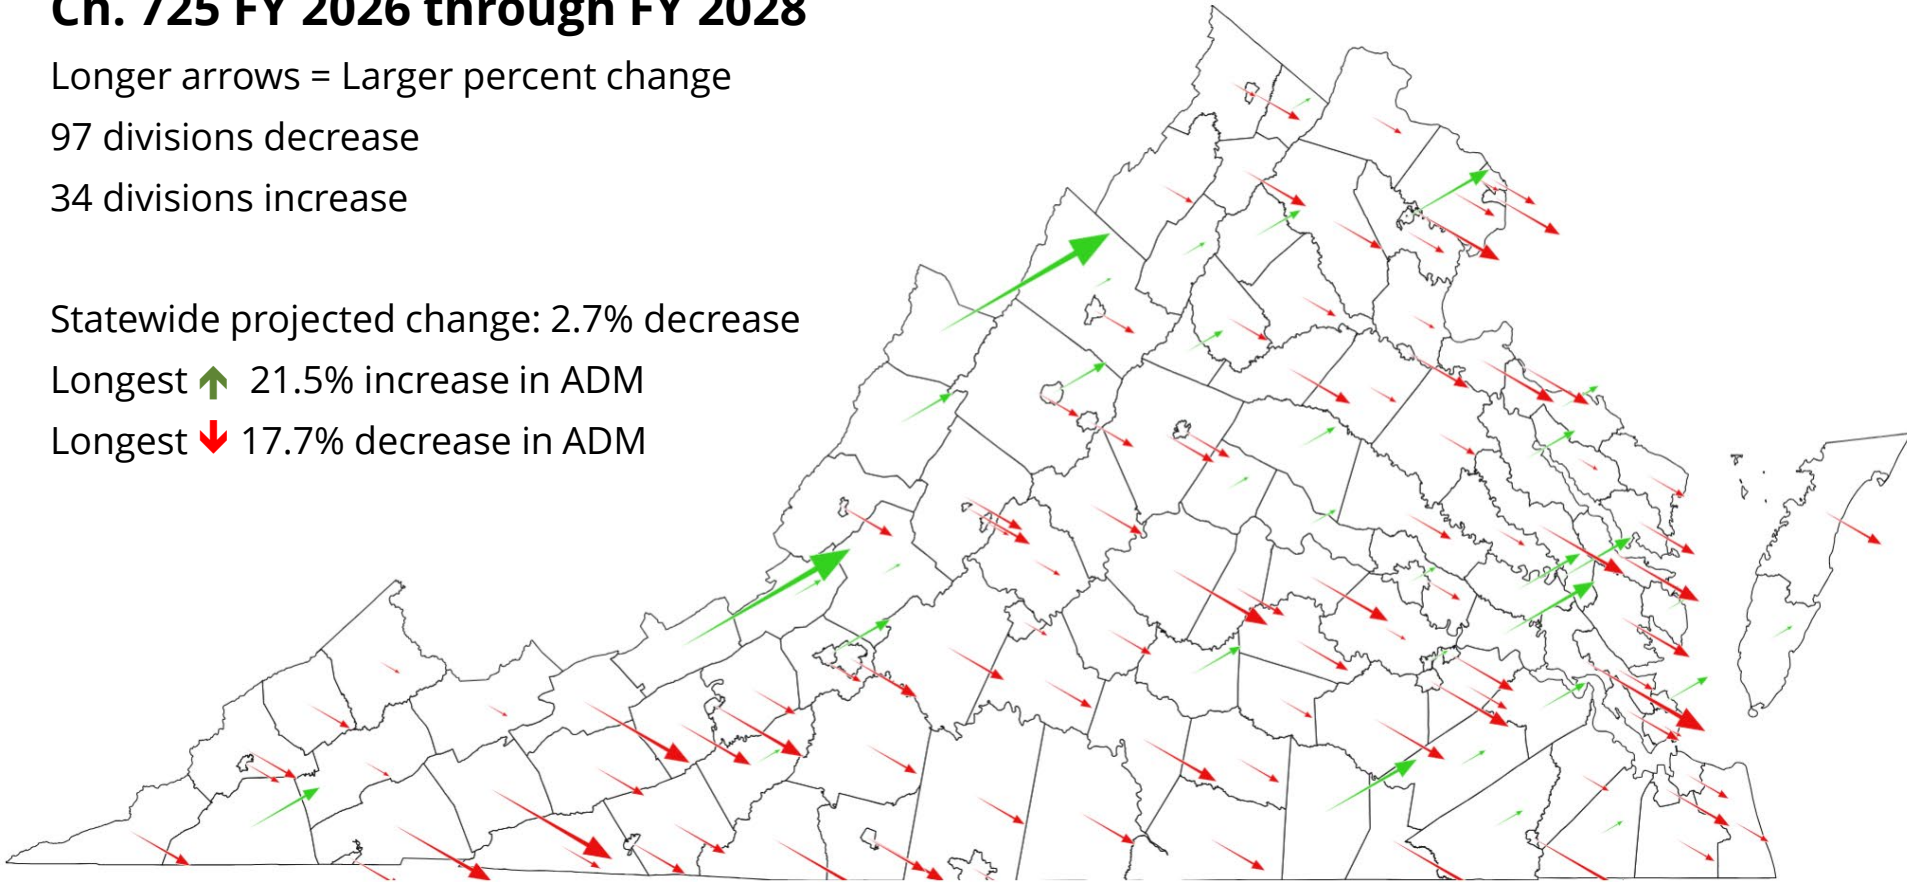 Ch. 725 FY 2026 through FY 2028
Longer arrows = Larger percent change
97 divisions decrease
34 divisions increase
Statewide projected change: 2.7% decrease
Longest 21.5% increase in ADM
Longest 17.7% decrease in ADM